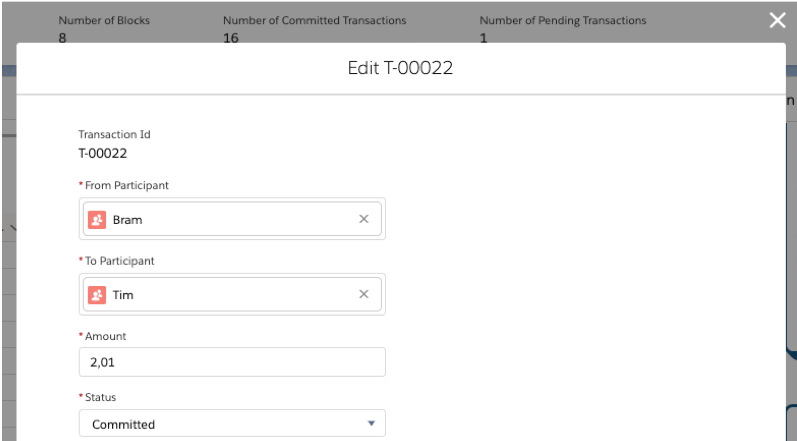 Number of Blocks Number of Committed Transactions Number of Pending Transactions
8 16 1
Edit T-00022
n
Transaction Id
T-00022
* From Participant
Bram
* To Participant
Tim
* Amount
2,01
* Status
Committed